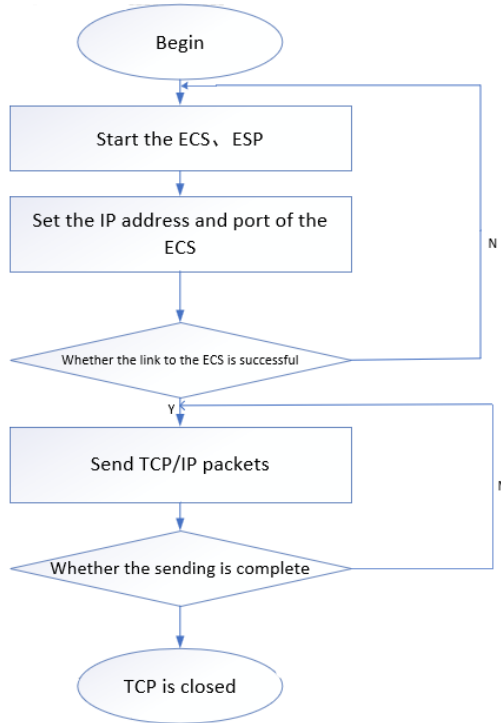 Begin
Start the ECS、ESP
Set the IP address and port of the
ECS
N
Whether the link to the ECS is successful
Y
Send TCP/IP packets
N
Whether the sending is complete
TCP is closed